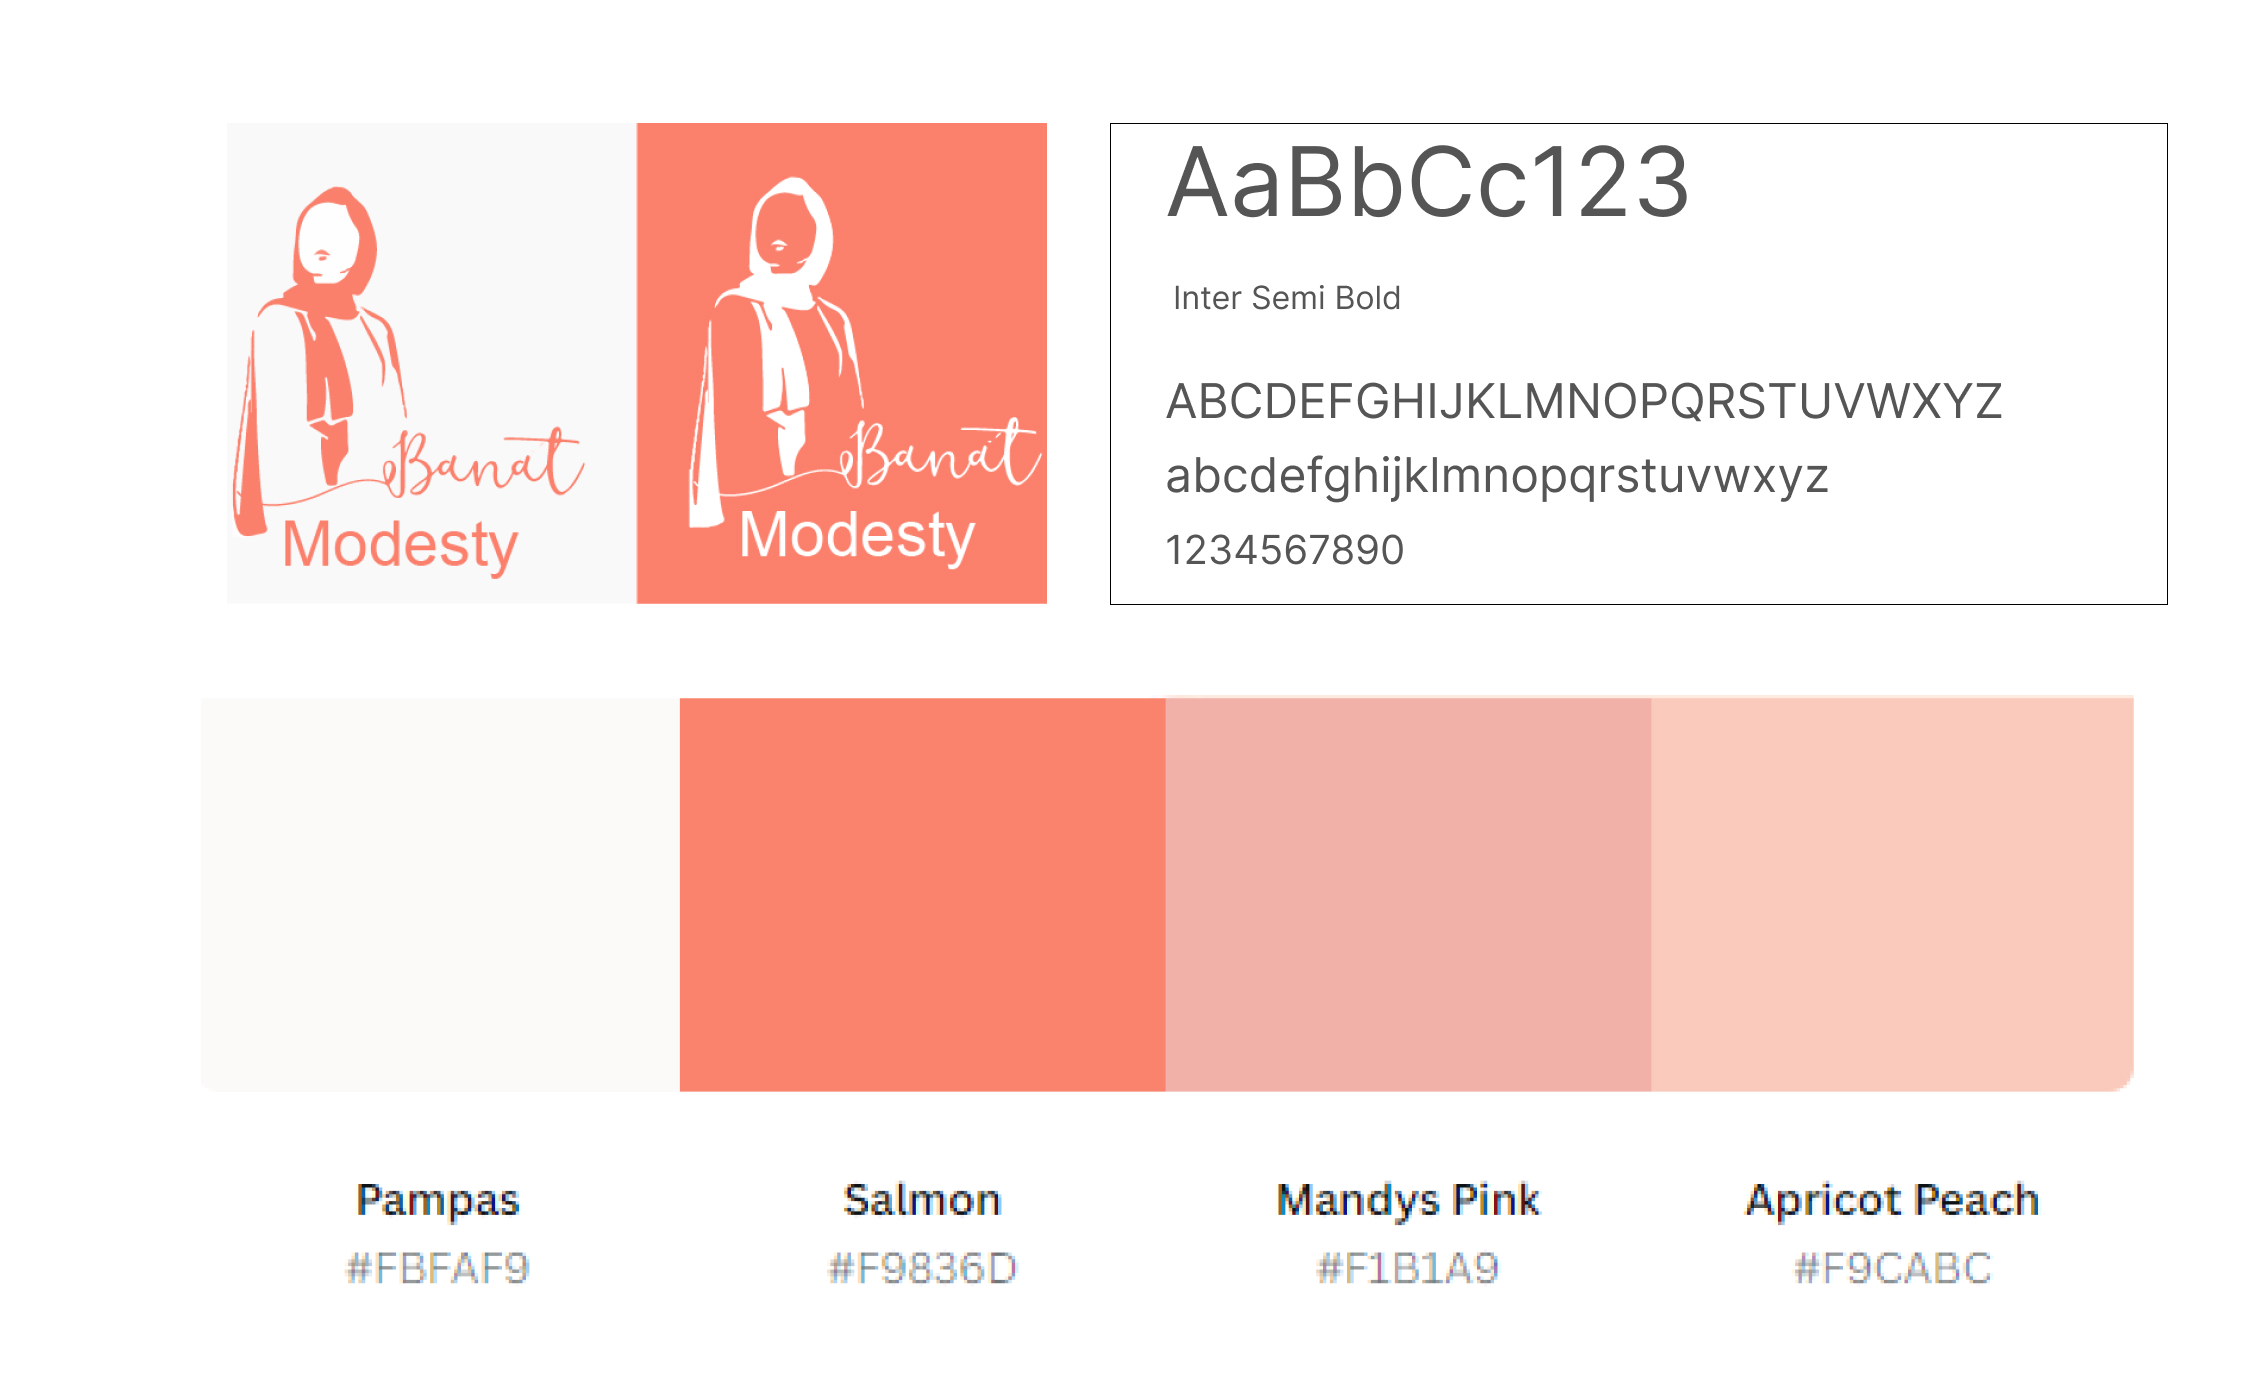 Banat
Modesty
Banat
Modesty
AaBbCc123
Inter Semi Bold
ABCDEFGHIJKLMNOPQRSTUVWXYZ
abcdefghijklmnopqrstuvwxyz
1234567890
Pampas
#FBFAF9
Salmon
#F9836D
Mandys Pink
#F1B1A9
Apricot Peach
#F9CABC